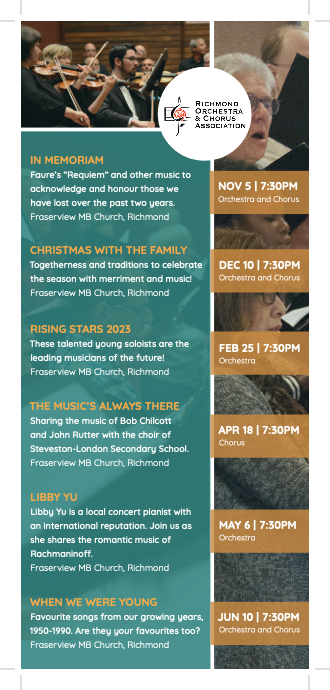 RICHMOND
ORCHESTRA
& CHORUS
ASSOCIATION
IN MEMORIAM
Faure's "Requiem" and other music to
acknowledge and honour those we
have lost over the past two years.
Fraserview MB Church, Richmond
NOV 5 | 7:30PM
Orchestra and Chorus
CHRISTMAS WITH THE FAMILY
Togetherness and traditions to celebrate
the season with merriment and music!
Fraserview MB Church, Richmond
DEC 10 | 7:30PM
Orchestra and Chorus
RISING STARS 2023
These talented young soloists are the
leading musicians of the future!
Fraserview MB Church, Richmond
FEB 25 | 7:30PM
Orchestra
THE MUSIC'S ALWAYS THERE
Sharing the music of Bob Chilcott
and John Rutter with the choir of
Steveston-London Secondary School.
Fraserview MB Church, Richmond
APR 18 | 7:30PM
Chorus
LIBBY YU
Libby Yu is a local concert pianist with
an international reputation. Join us as
she shares the romantic music of
Rachmaninoff.
Fraserview MB Church, Richmond
MAY 6 | 7:30PM
Orchestra
WHEN WE WERE YOUNG
Favourite songs from our growing years,
1950-1990. Are they your favourites too?
Fraserview MB Church, Richmond
JUN 10 | 7:30PM
Orchestra and Chorus